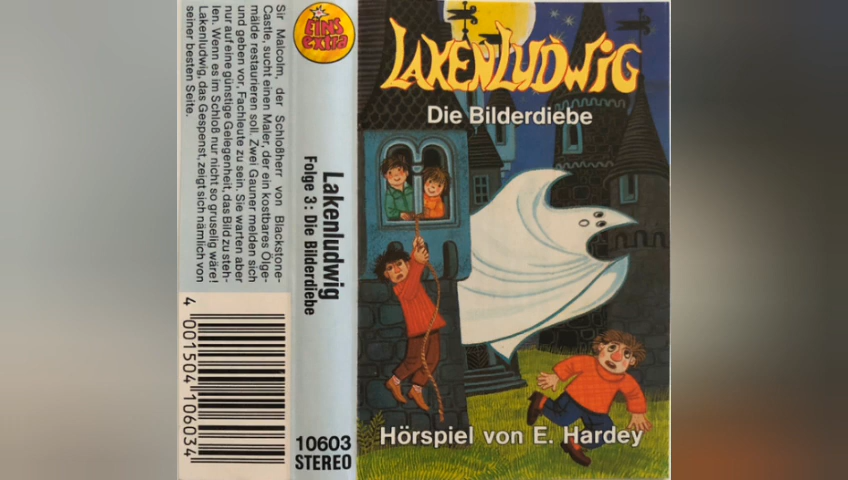 Sir Malcolm, der Schloßherr von Blackstone-
Castle, sucht einen Maler, der ein kostbares Ölge-
mälde restaurieren soll. Zwei Gauner melden sich
und geben vor, Fachleute zu sein. Sie warten aber
nur auf eine günstige Gelegenheit, das Bild zu steh-
len. Wenn es im Schloß nur nicht so gruselig wäre!
Lakenludwig, das Gespenst, zeigt sich nämlich von
seiner besten Seite.
4 001504 106034
EINS
extra
Lakenludwig
Folge 3: Die Bilderdiebe
10603
STEREO
LAKENLUDWIG
Die Bilderdiebe
Hörspiel von E. Hardey